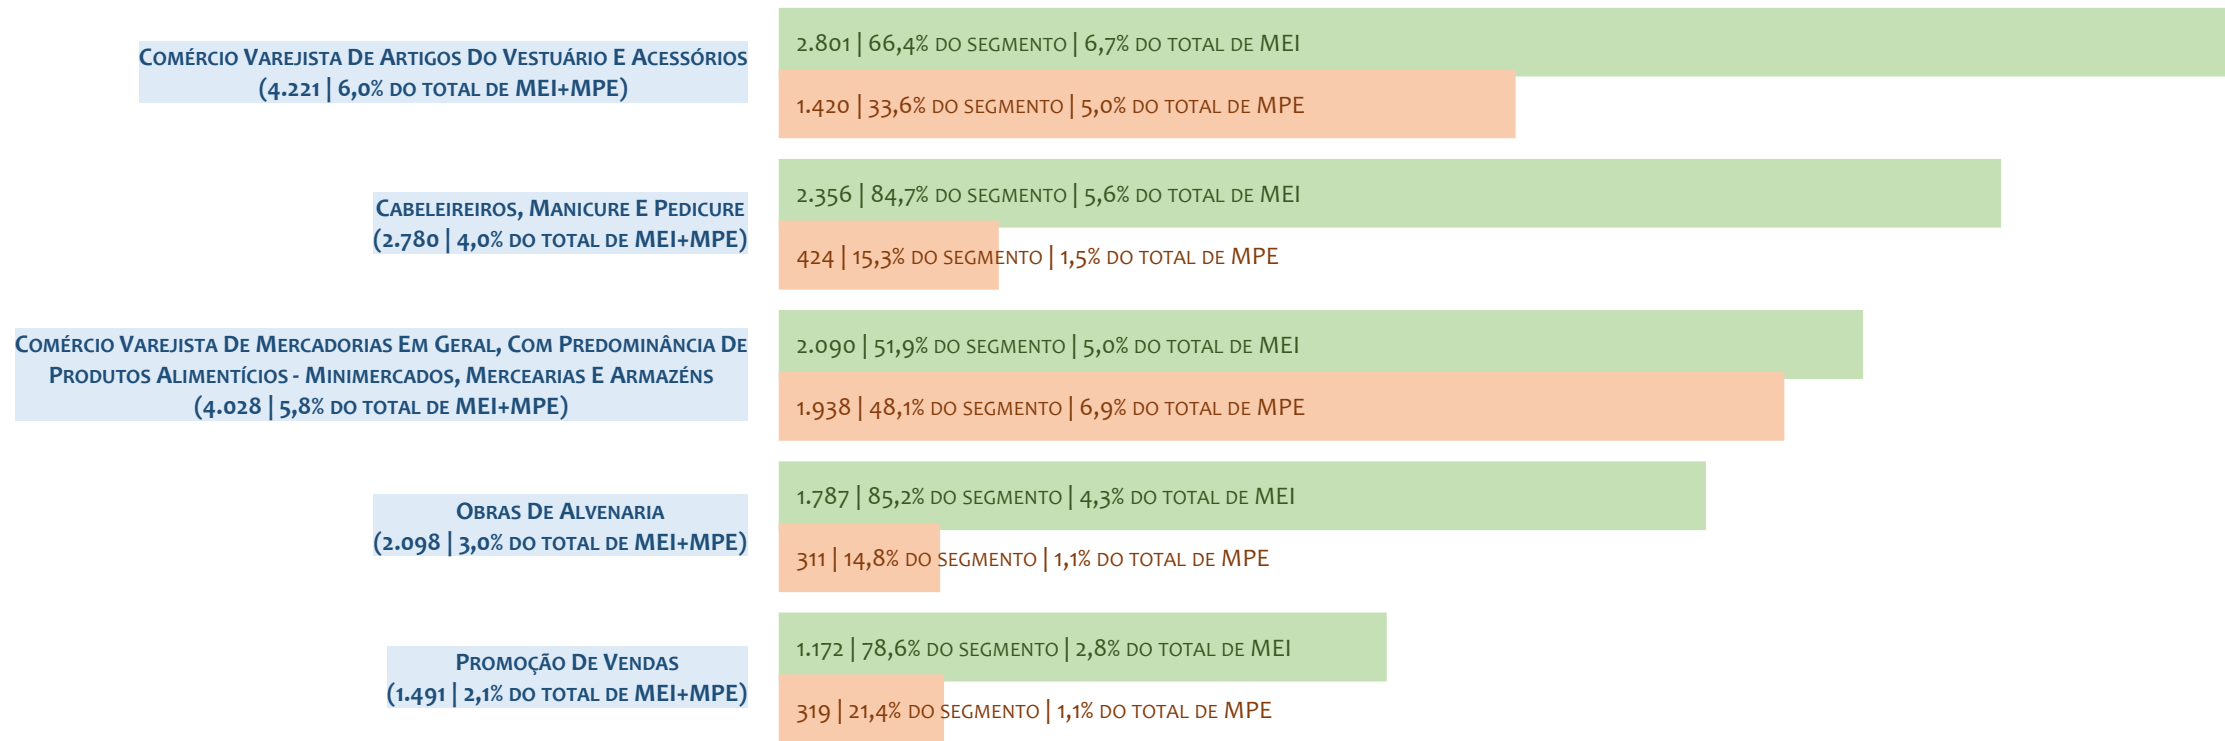 Comércio Varejista De Artigos Do Vestuário E Acessórios
(4.221 | 6,0% do total de MEI+MPE)
2.801 | 66,4% do segmento | 6,7% do total de MEI
1.420 | 33,6% do segmento | 5,0% do total de MPE
Cabeleireiros, Manicure E Pedicure
(2.780 | 4,0% do total de MEI+MPE)
2.356 | 84,7% do segmento | 5,6% do total de MEI
424 | 15,3% do segmento | 1,5% do total de MPE
Comércio Varejista De Mercadorias Em Geral, Com Predominância De
Produtos Alimentícios - Minimercados, Mercearias E Armazéns
(4.028 | 5,8% do total de MEI+MPE)
2.090 | 51,9% do segmento | 5,0% do total de MEI
1.938 | 48,1% do segmento | 6,9% do total de MPE
Obras De Alvenaria
(2.098 | 3,0% do total de MEI+MPE)
1.787 | 85,2% do segmento | 4,3% do total de MEI
311 | 14,8% do segmento | 1,1% do total de MPE
Promoção De Vendas
(1.491 | 2,1% do total de MEI+MPE)
1.172 | 78,6% do segmento | 2,8% do total de MEI
319 | 21,4% do segmento | 1,1% do total de MPE